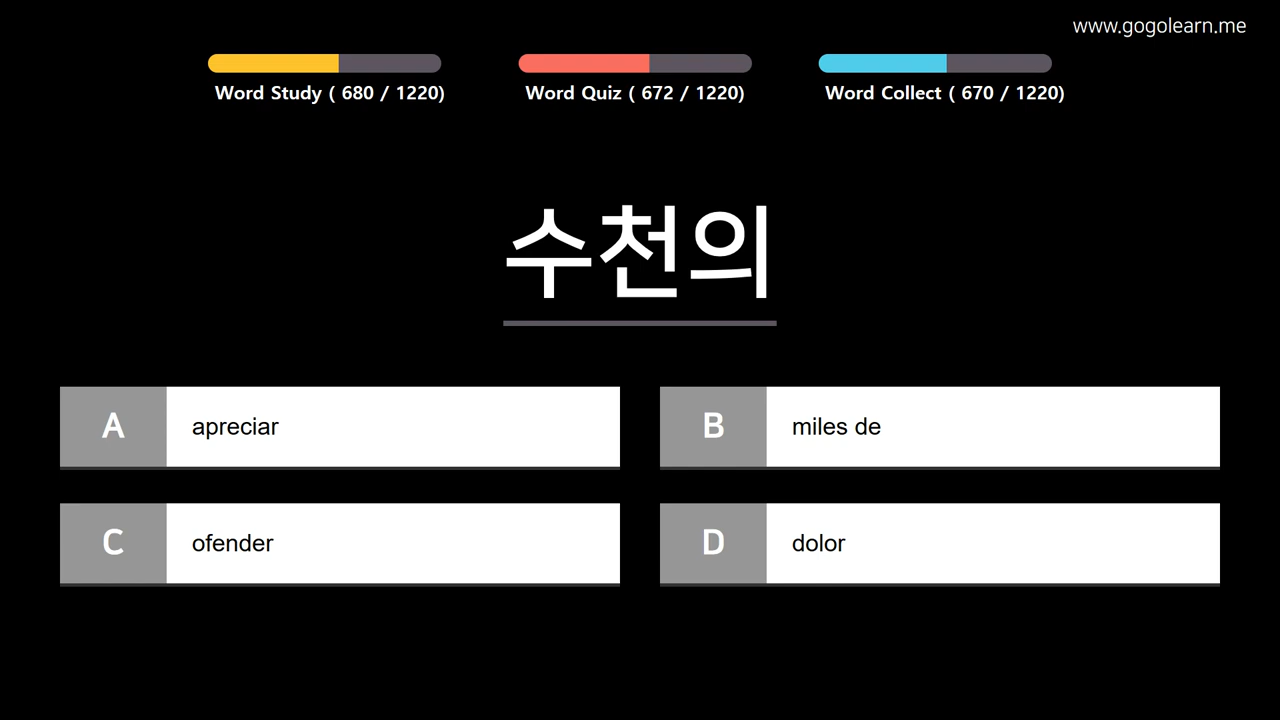 www.gogolearn.me
Word Study ( 680 / 1220)
Word Quiz ( 672 / 1220)
Word Collect ( 670 / 1220)
수천의
A apreciar
B miles de
C ofender
D dolor